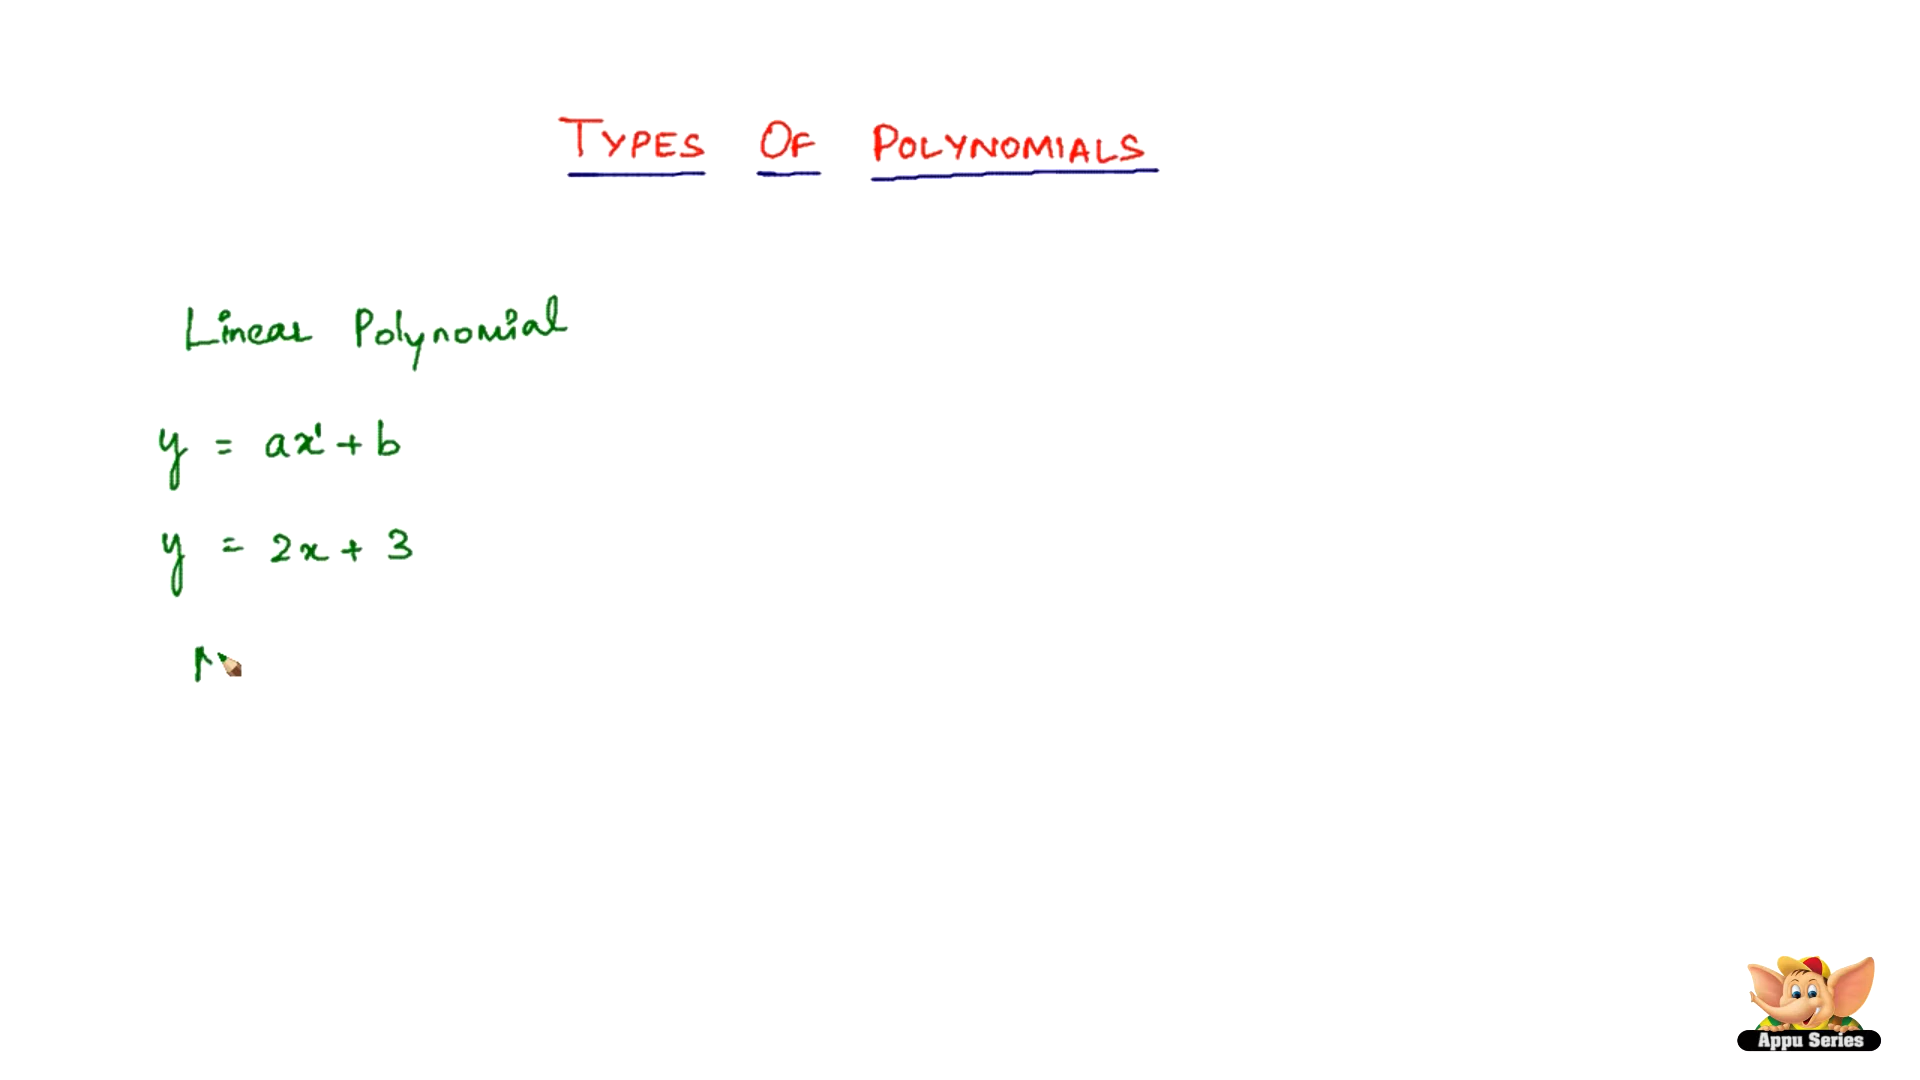 TYPES OF POLYNOMIALS
Linear Polynomial
y = ax¹ + b
y = 2x + 3
Appu Series